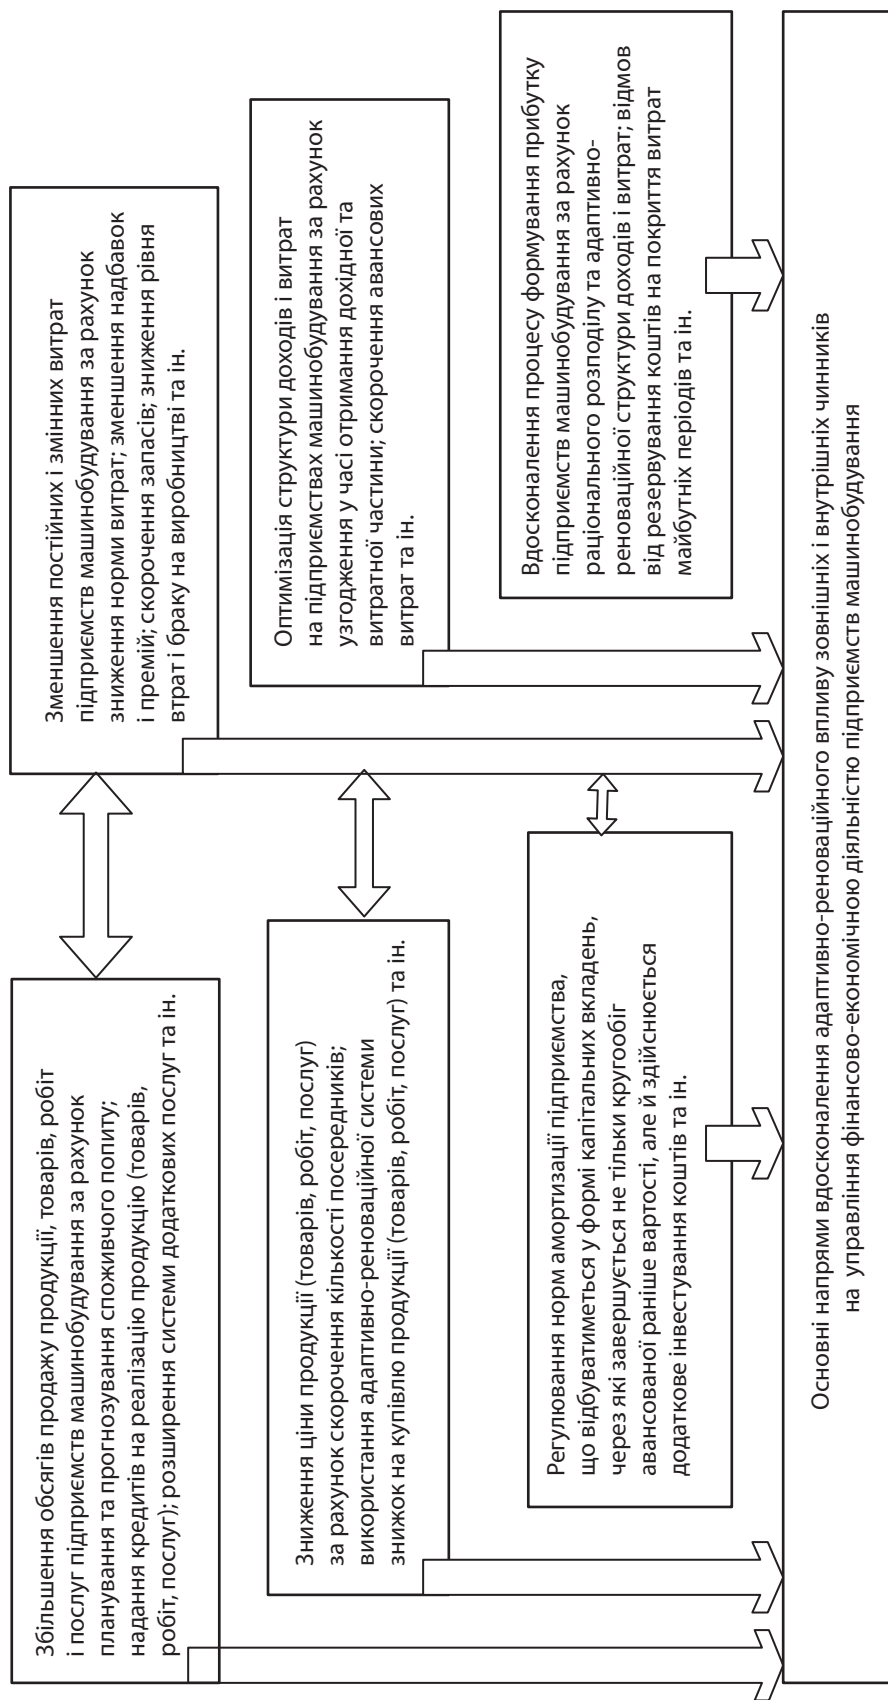 Збільшення обсягів продажу продукції, товарів, робіт
і послуг підприємств машинобудування за рахунок
планування та прогнозування споживчого попиту;
надання кредитів на реалізацію продукцію (товарів,
робіт, послуг); розширення системи додаткових послуг та ін.
Зменшення постійних і змінних витрат
підприємств машинобудування за рахунок
зниження норми витрат; зменшення надбавок
і премій; скорочення запасів; зниження рівня
втрат і браку на виробництві та ін.
Зниження ціни продукції (товарів, робіт, послуг)
за рахунок скорочення кількості посередників;
використання адаптивно-реноваційної системи
знижок на купівлю продукції (товарів, робіт, послуг) та ін.
Оптимізація структури доходів і витрат
на підприємствах машинобудування за рахунок
узгодження у часі отримання дохідної та
витратної частини; скорочення авансових
витрат та ін.
Регулювання норм амортизації підприємства,
що відбуватиметься у формі капітальних вкладень,
через які завершується не тільки кругообіг
авансованої раніше вартості, але й здійснюється
додаткове інвестування коштів та ін.
Вдосконалення процесу формування прибутку
підприємств машинобудування за рахунок
раціонального розподілу та адаптивно-
реноваційної структури доходів і витрат; відмов
від резервування коштів на покриття витрат
майбутніх періодів та ін.
Основні напрями вдосконалення адаптивно-реноваційного впливу зовнішніх і внутрішніх чинників
на управління фінансово-економічною діяльністю підприємств машинобудування